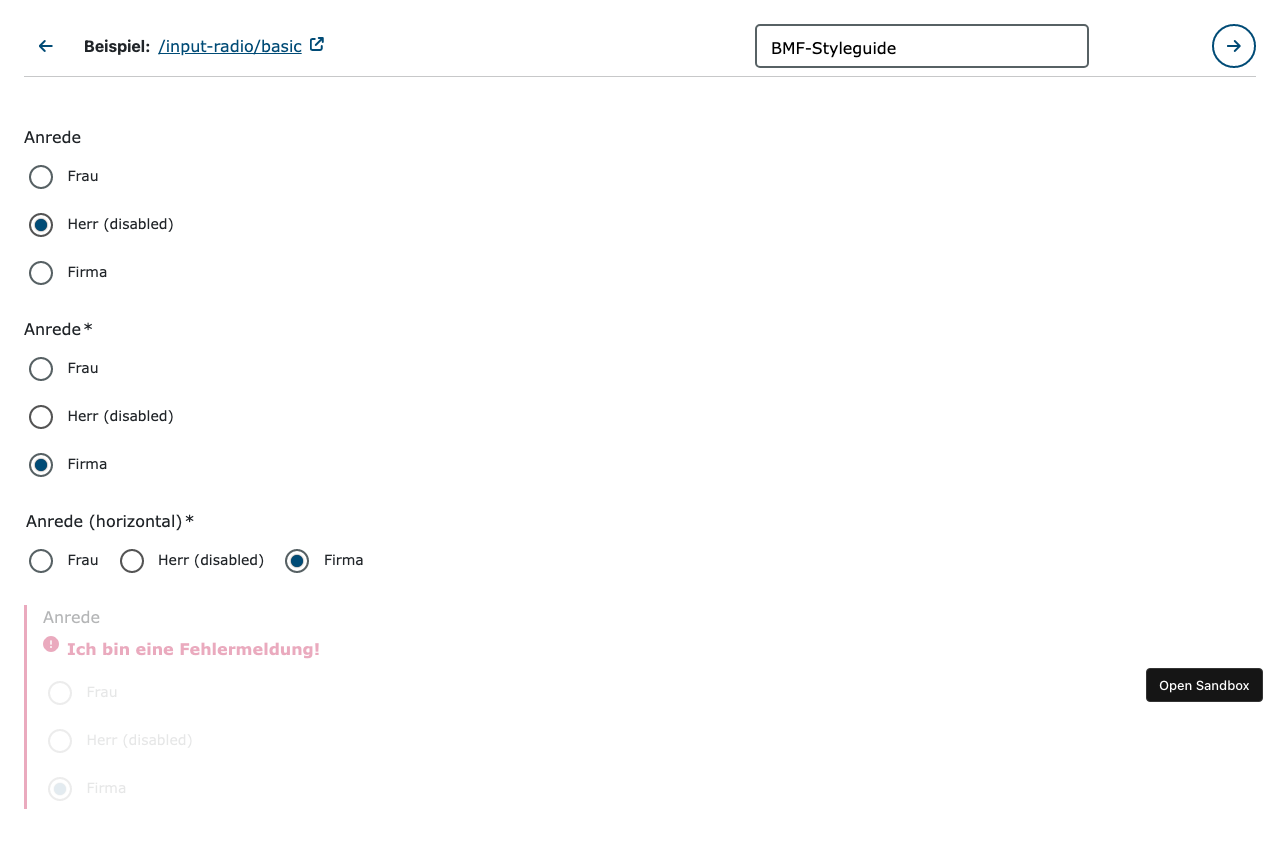 Beispiel: /input-radio/basic
BMF-Styleguide
Anrede
Frau
Herr (disabled)
Firma
Anrede*
Frau
Herr (disabled)
Firma
Anrede (horizontal)*
Frau Herr (disabled) Firma
Anrede
Ich bin eine Fehlermeldung!
Frau
Open Sandbox
Herr (disabled)
Firma